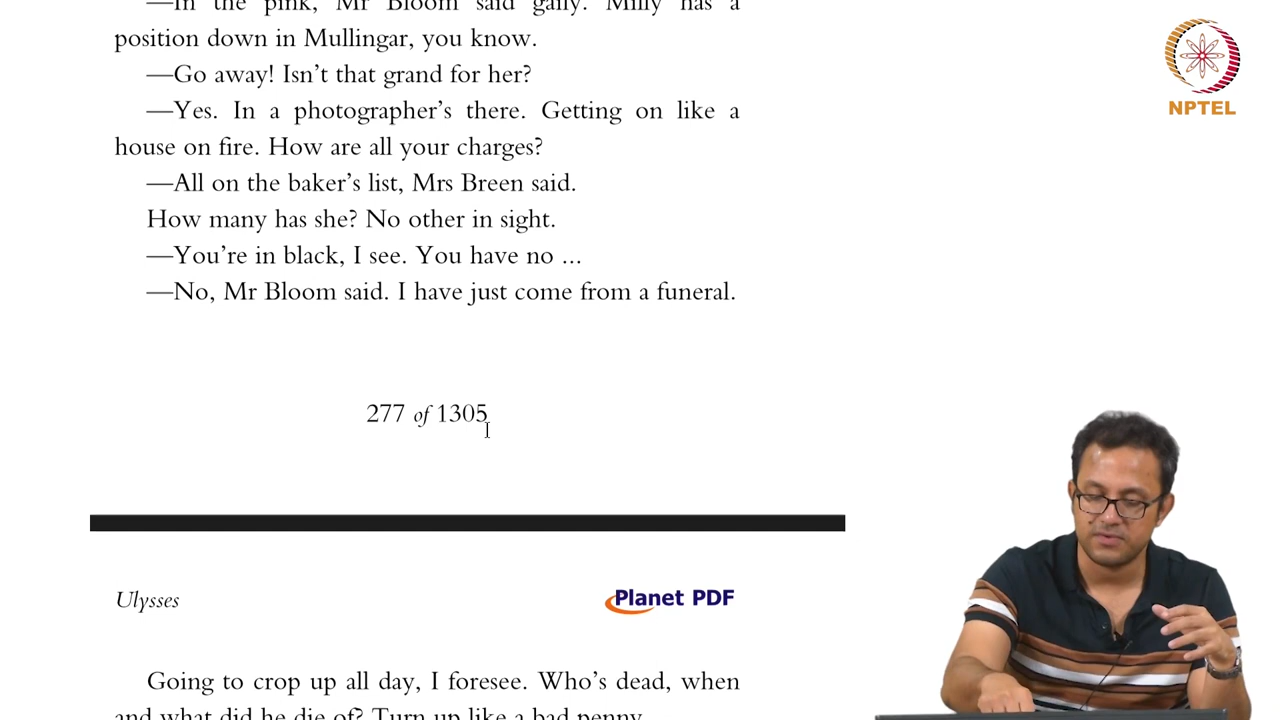 —In the pink, Mr Bloom said gaily. Milly has a
position down in Mullingar, you know.
—Go away! Isn’t that grand for her?
—Yes. In a photographer’s there. Getting on like a
house on fire. How are all your charges?
—All on the baker’s list, Mrs Breen said.
How many has she? No other in sight.
—You’re in black, I see. You have no ...
—No, Mr Bloom said. I have just come from a funeral.
277 of 1305
Ulysses
Planet PDF
Going to crop up all day, I foresee. Who’s dead, when
and what did he die of? Turn up like a bad penny.
NPTEL